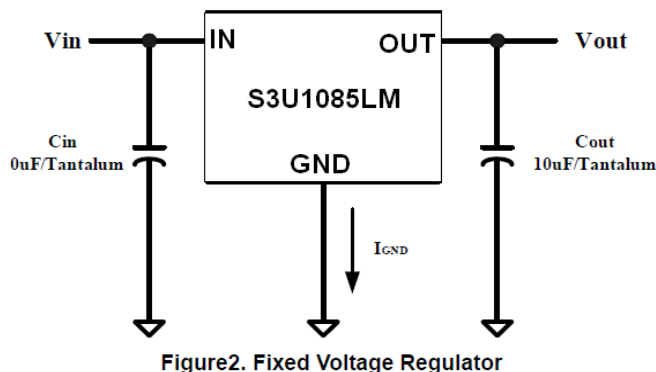 Vin
IN
OUT
Vout
S3U1085LM
Cin
0uF/Tantalum
GND
Cout
10uF/Tantalum
IGND
Figure2. Fixed Voltage Regulator